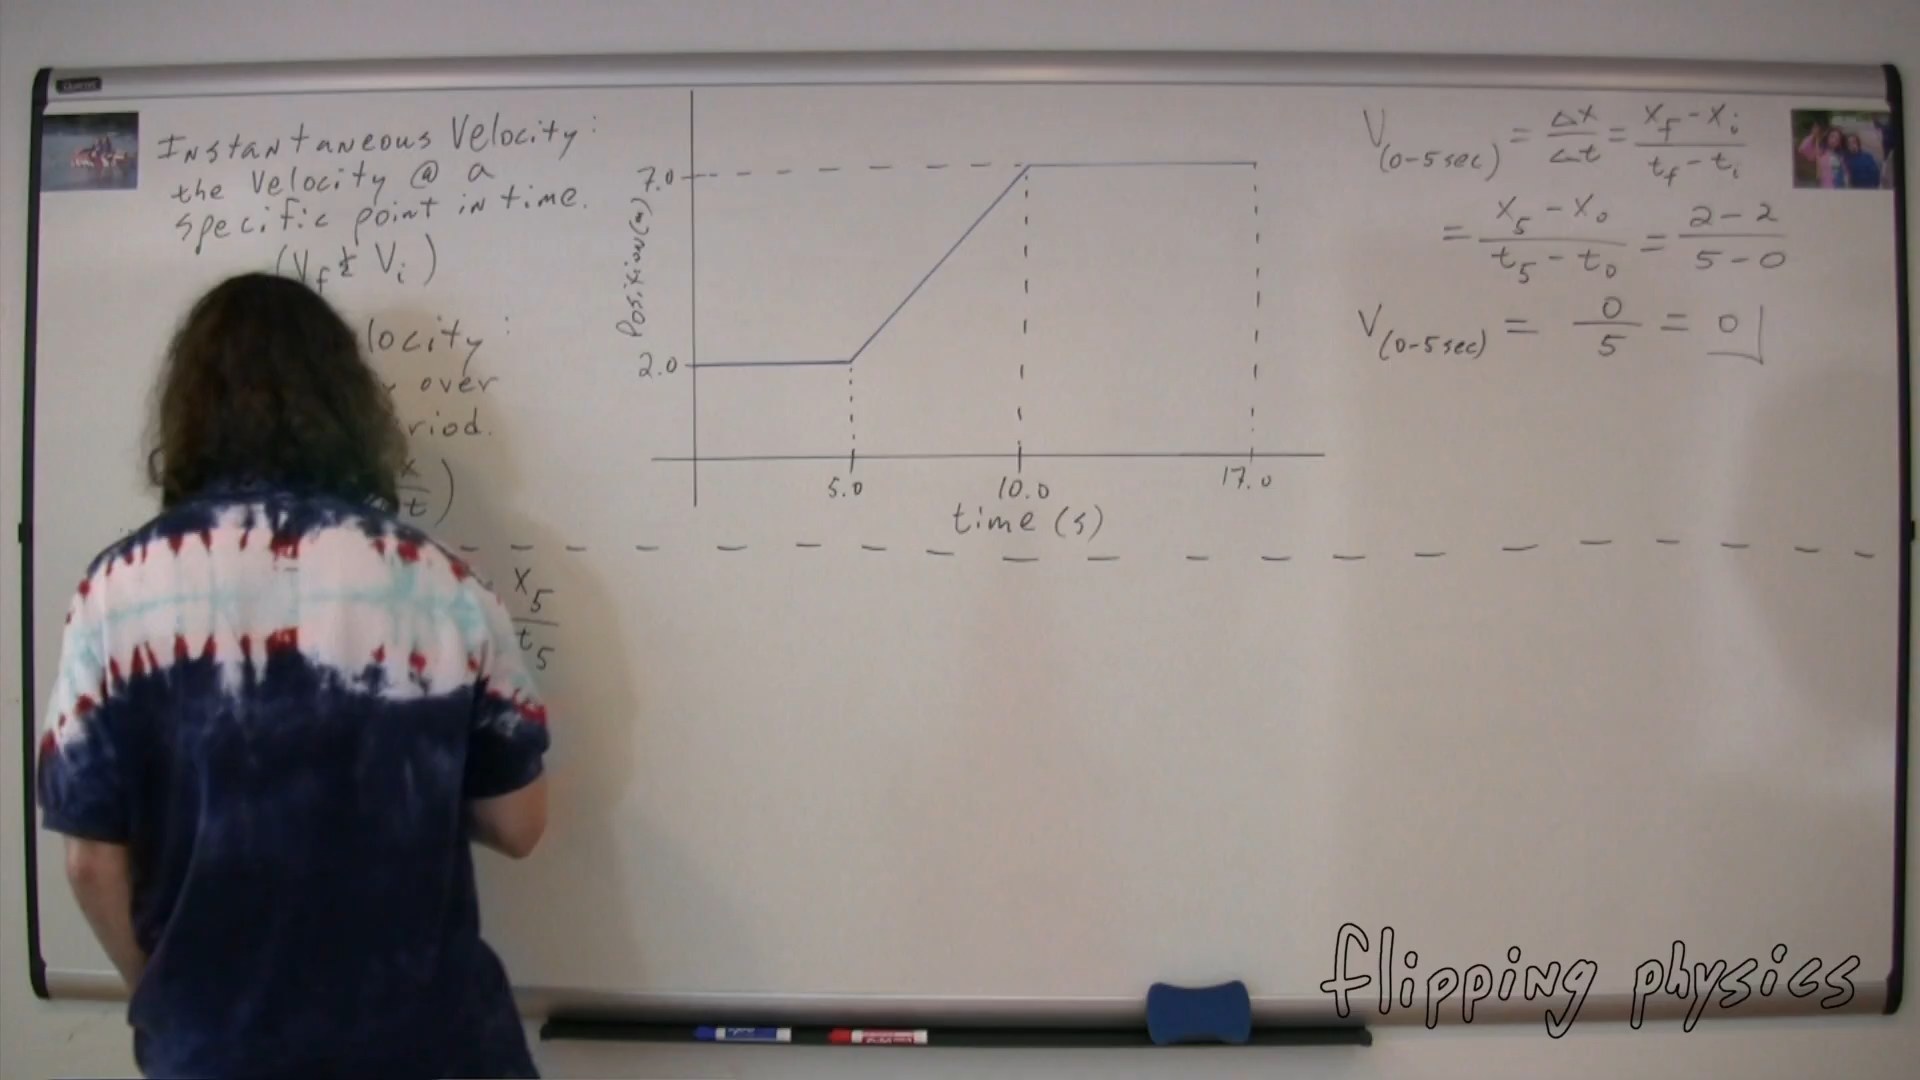 Instantaneous Velocity:
the Velocity @ a
specific point in time.
(Vf & Vi)
locity:
over
riod.
x
t)
x5
t5
Position (m)
7.0
2.0
5.0 10.0 17.0
time (s)
V(0-5sec) = Δx/Δt = (xf - xi)/(tf - ti)
= (x5 - x0)/(t5 - t0) = (2 - 2)/(5 - 0)
V(0-5sec) = 0/5 = 0
flipping physics